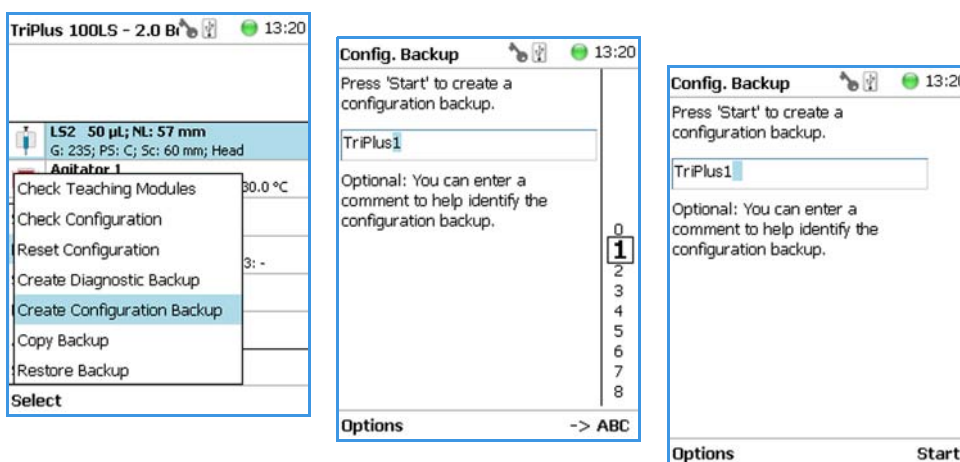 TriPlus 100LS - 2.0 B
13:20
LS2 50 µL; NL: 57 mm
G: 235; PS: C; Sc: 60 mm; Head
Agitator 1
30.0 °C
Check Teaching Modules
Check Configuration
Reset Configuration
3: -
Create Diagnostic Backup
Create Configuration Backup
Copy Backup
Restore Backup
Select
Config. Backup
13:20
Press 'Start' to create a
configuration backup.
TriPlus1
Optional: You can enter a
comment to help identify the
configuration backup.
0
1
2
3
4
5
6
7
8
Options
-> ABC
Config. Backup
13:20
Press 'Start' to create a
configuration backup.
TriPlus1
Optional: You can enter a
comment to help identify the
configuration backup.
Options
Start